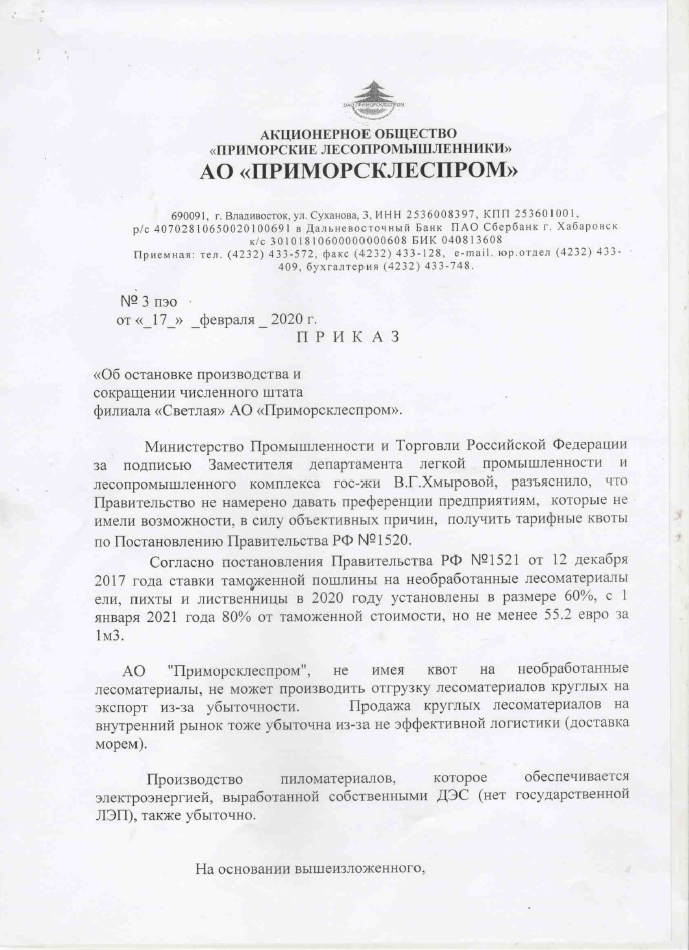 ОАО ПРИМОРСКЛЕСПРОМ
АКЦИОНЕРНОЕ ОБЩЕСТВО
«ПРИМОРСКИЕ ЛЕСОПРОМЫШЛЕННИКИ»
АО «ПРИМОРСКЛЕСПРОМ»
690091, г. Владивосток, ул. Суханова, 3, ИНН 2536008397, КПП 253601001,
р/с 40702810650020100691 в Дальневосточный Банк ПАО Сбербанк г. Хабаровск
к/с 30101810600000000608 БИК 040813608
Приемная: тел. (4232) 433-572, факс (4232) 433-128, e-mail. юр.отдел (4232) 433-
409, бухгалтерия (4232) 433-748.
№ 3 пэо
от «_17_» _февраля _ 2020 г.
П Р И К А З
«Об остановке производства и
сокращении численного штата
филиала «Светлая» АО «Приморсклеспром».
Министерство Промышленности и Торговли Российской Федерации
за подписью Заместителя департамента легкой промышленности и
лесопромышленного комплекса гос-жи В.Г.Хмыровой, разъяснило, что
Правительство не намерено давать преференции предприятиям, которые не
имели возможности, в силу объективных причин, получить тарифные квоты
по Постановлению Правительства РФ №1520.
Согласно постановления Правительства РФ №1521 от 12 декабря
2017 года ставки таможенной пошлины на необработанные лесоматериалы
ели, пихты и лиственницы в 2020 году установлены в размере 60%, с 1
января 2021 года 80% от таможенной стоимости, но не менее 55.2 евро за
1м3.
АО "Приморсклеспром", не имея квот на необработанные
лесоматериалы, не может производить отгрузку лесоматериалов круглых на
экспорт из-за убыточности. Продажа круглых лесоматериалов на
внутренний рынок тоже убыточна из-за не эффективной логистики (доставка
морем).
Производство пиломатериалов, которое обеспечивается
электроэнергией, выработанной собственными ДЭС (нет государственной
ЛЭП), также убыточно.
На основании вышеизложенного,